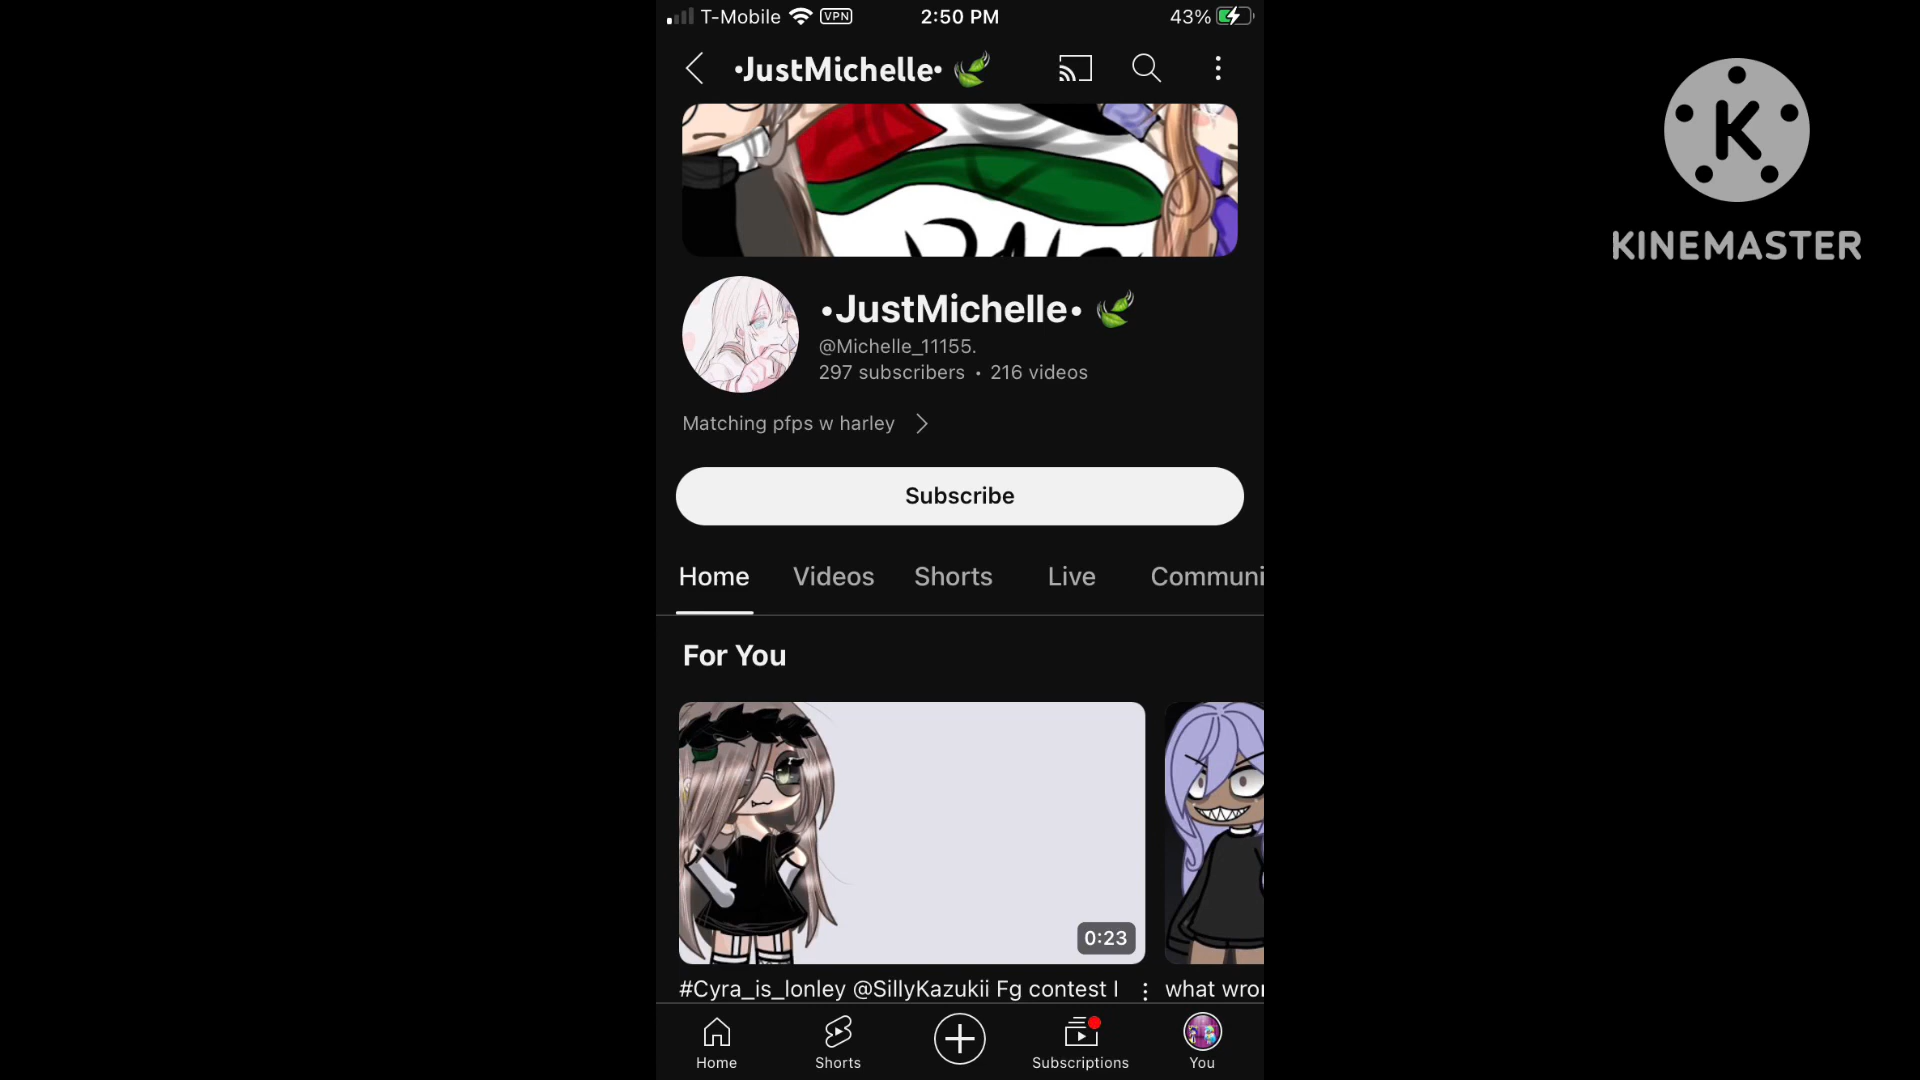 T-Mobile VPN 2:50 PM 43%
•JustMichelle• 🍃
K
KINEMASTER
•JustMichelle• 🍃
@Michelle_11155.
297 subscribers • 216 videos
Matching pfps w harley
Subscribe
Home Videos Shorts Live Communi
For You
0:23
#Cyra_is_lonley @SillyKazukii Fg contest I
what wro
Home Shorts Subscriptions You